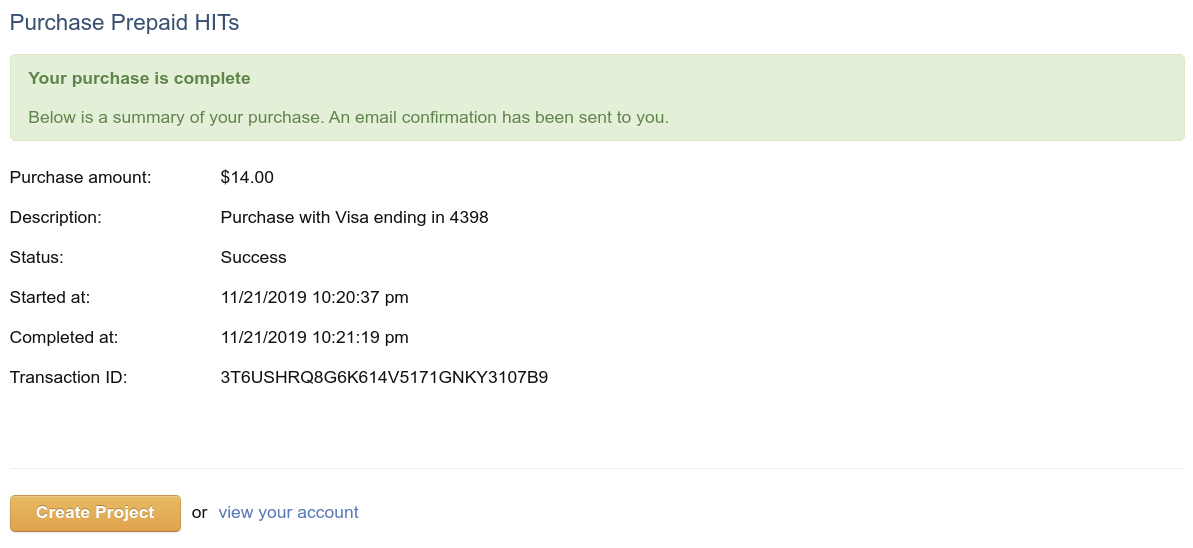 Purchase Prepaid HITs
Your purchase is complete
Below is a summary of your purchase. An email confirmation has been sent to you.
Purchase amount: $14.00
Description: Purchase with Visa ending in 4398
Status: Success
Started at: 11/21/2019 10:20:37 pm
Completed at: 11/21/2019 10:21:19 pm
Transaction ID: 3T6USHRQ8G6K614V5171GNKY3107B9
Create Project or view your account